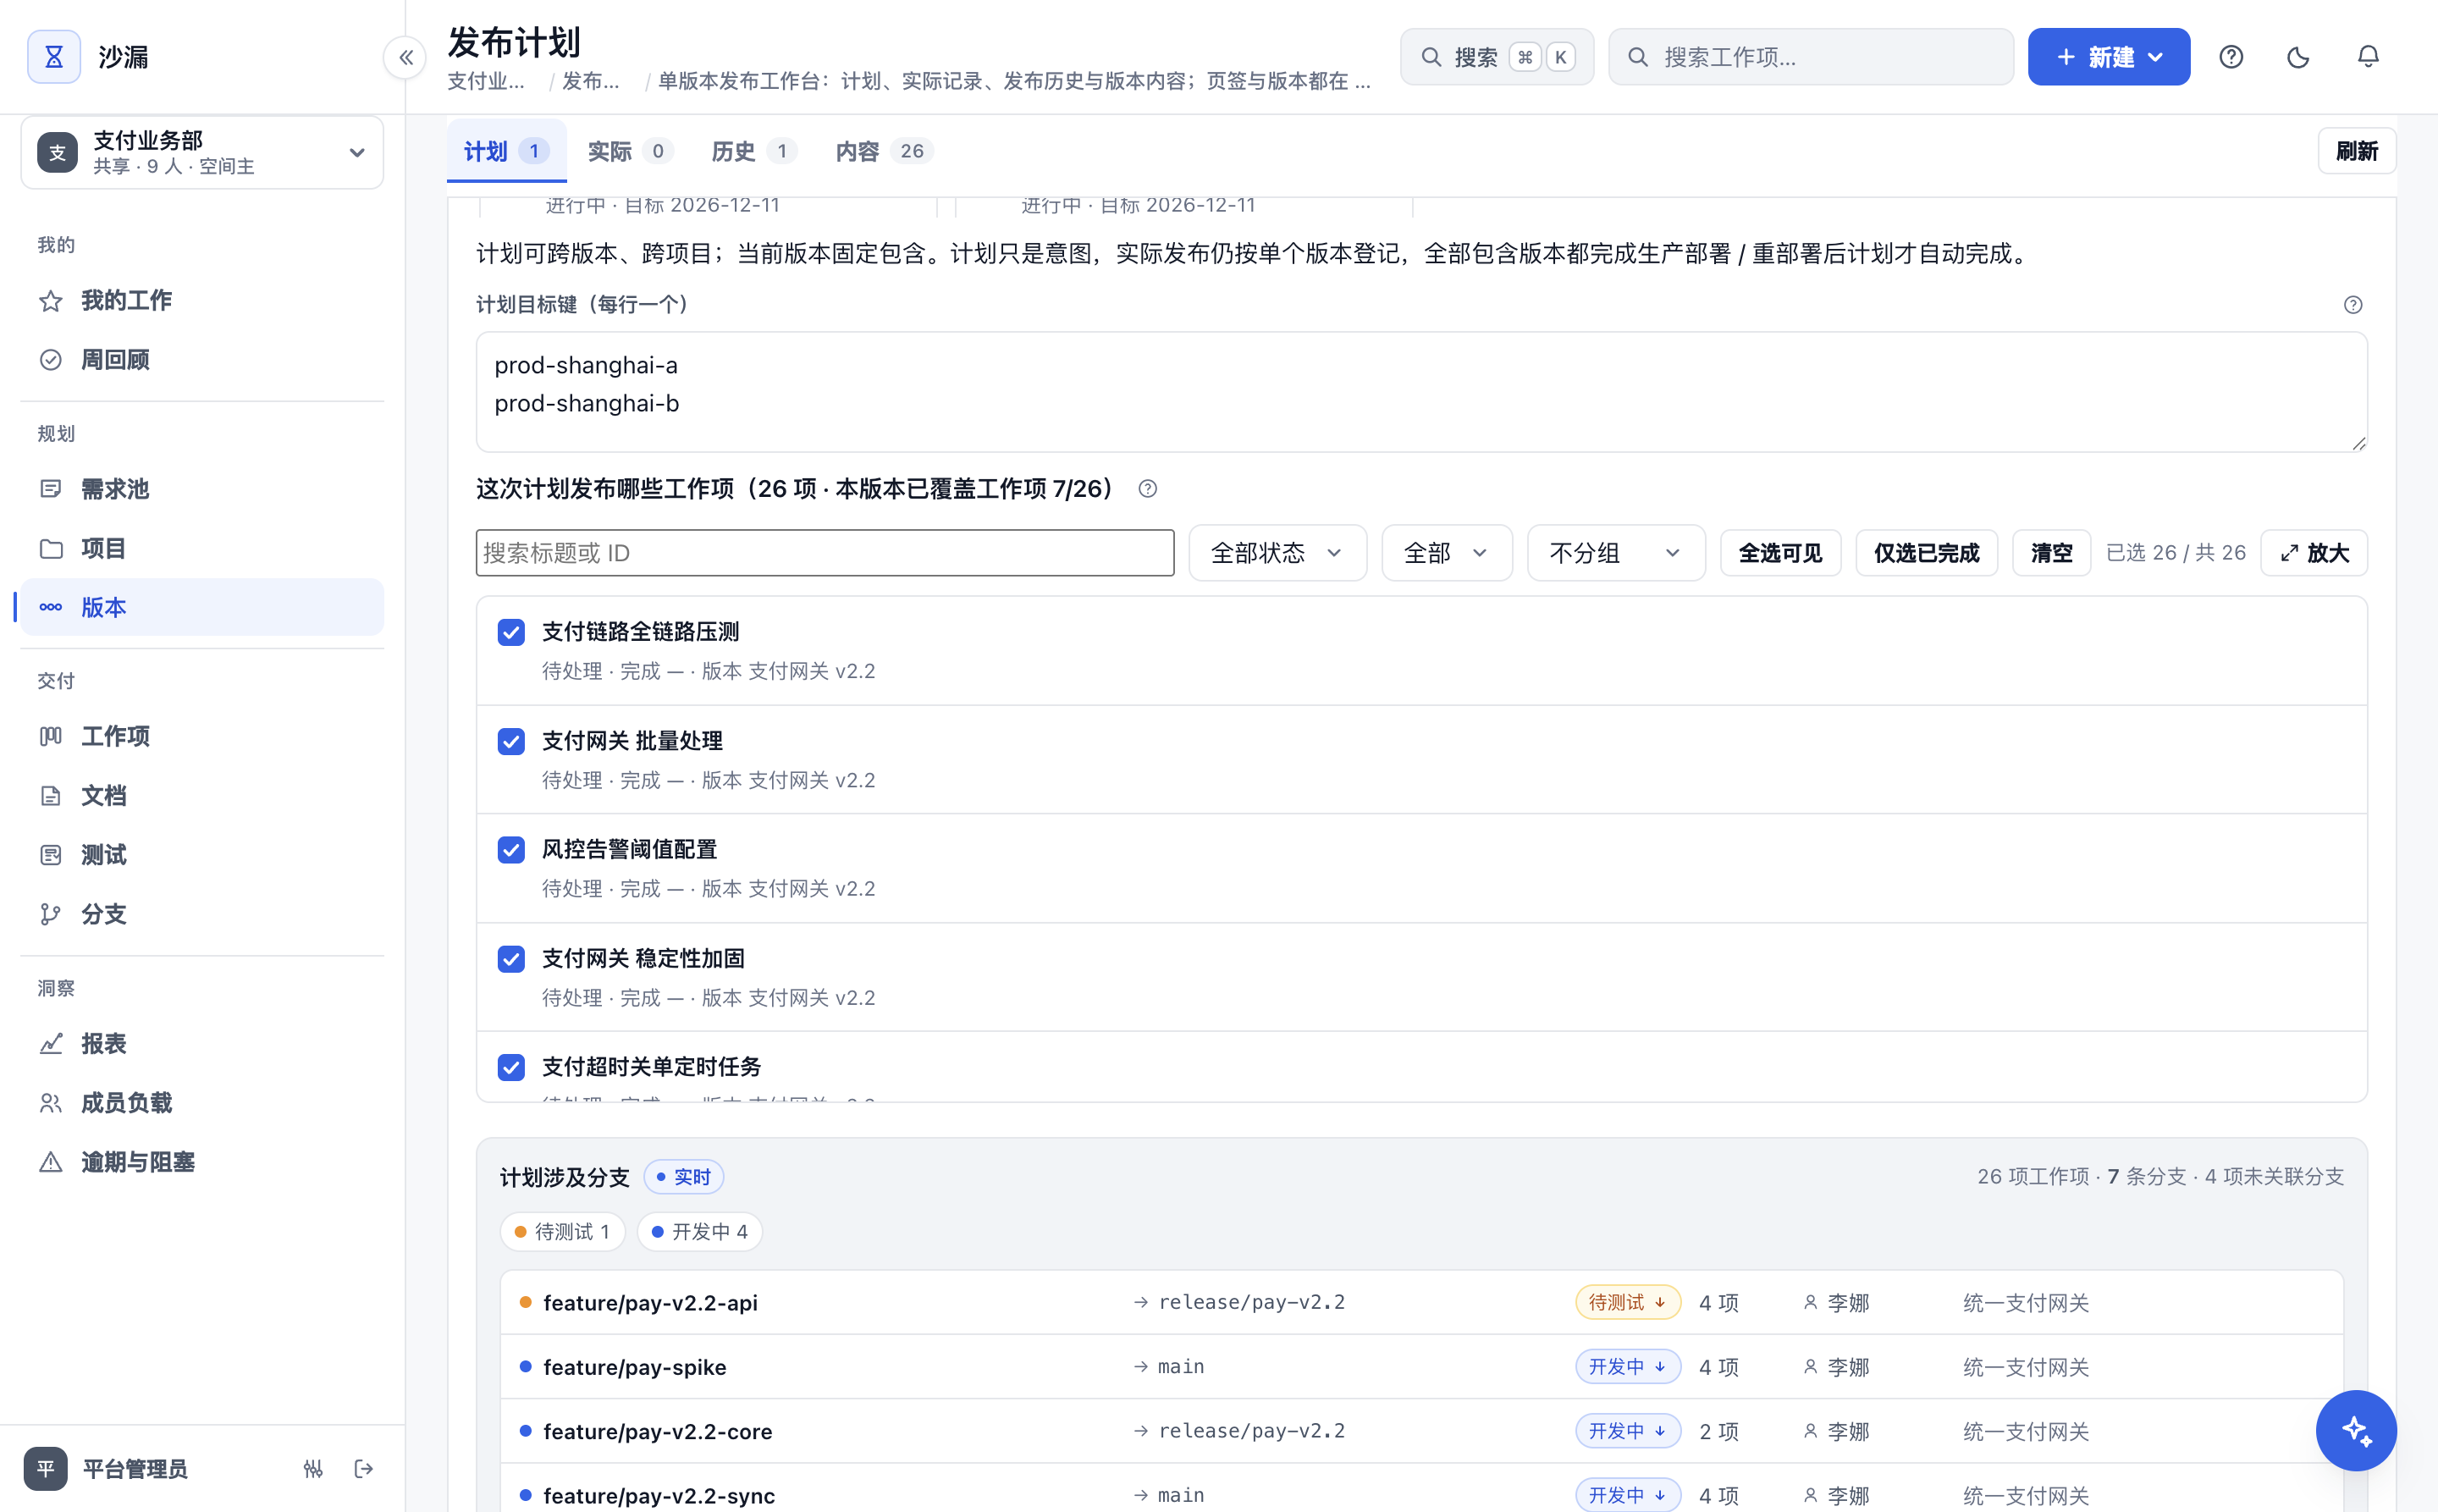 沙漏
支付业务部
共享 · 9 人 · 空间主
支
我的
我的工作
周回顾
规划
需求池
项目
版本
交付
工作项
文档
测试
分支
洞察
报表
成员负载
逾期与阻塞
平
平台管理员
发布计划
支付业... / 发布... / 单版本发布工作台：计划、实际记录、发布历史与版本内容；页签与版本都在 ...
搜索 ⌘ K
搜索工作项...
+ 新建
计划 1
实际 0
历史 1
内容 26
刷新
进行中 · 目标 2026-12-11
进行中 · 目标 2026-12-11
计划可跨版本、跨项目；当前版本固定包含。计划只是意图，实际发布仍按单个版本登记，全部包含版本都完成生产部署 / 重部署后计划才自动完成。
计划目标键（每行一个）
prod-shanghai-a
prod-shanghai-b
这次计划发布哪些工作项（26 项 · 本版本已覆盖工作项 7/26）
搜索标题或 ID
全部状态
全部
不分组
全选可见
仅选已完成
清空
已选 26 / 共 26
放大
支付链路全链路压测
待处理 · 完成 — · 版本 支付网关 v2.2
支付网关 批量处理
待处理 · 完成 — · 版本 支付网关 v2.2
风控告警阈值配置
待处理 · 完成 — · 版本 支付网关 v2.2
支付网关 稳定性加固
待处理 · 完成 — · 版本 支付网关 v2.2
支付超时关单定时任务
计划涉及分支
实时
26 项工作项 · 7 条分支 · 4 项未关联分支
待测试 1
开发中 4
feature/pay-v2.2-api → release/pay-v2.2 待测试 ↓ 4 项 李娜 统一支付网关
feature/pay-spike → main 开发中 ↓ 4 项 李娜 统一支付网关
feature/pay-v2.2-core → release/pay-v2.2 开发中 ↓ 2 项 李娜 统一支付网关
feature/pay-v2.2-sync → main 开发中 ↓ 4 项 李娜 统一支付网关